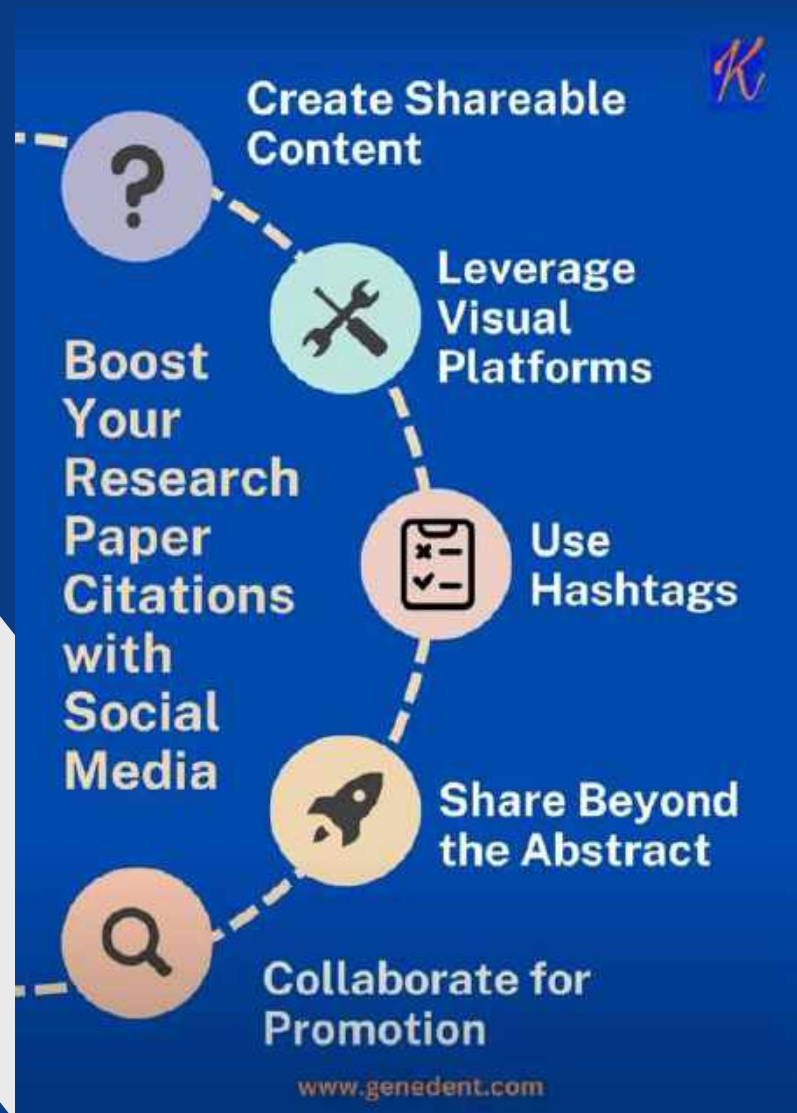 K
Create Shareable
Content
Leverage
Visual
Platforms
Boost
Your
Research
Paper
Citations
with
Social
Media
Use
Hashtags
Share Beyond
the Abstract
Collaborate for
Promotion
www.genedent.com